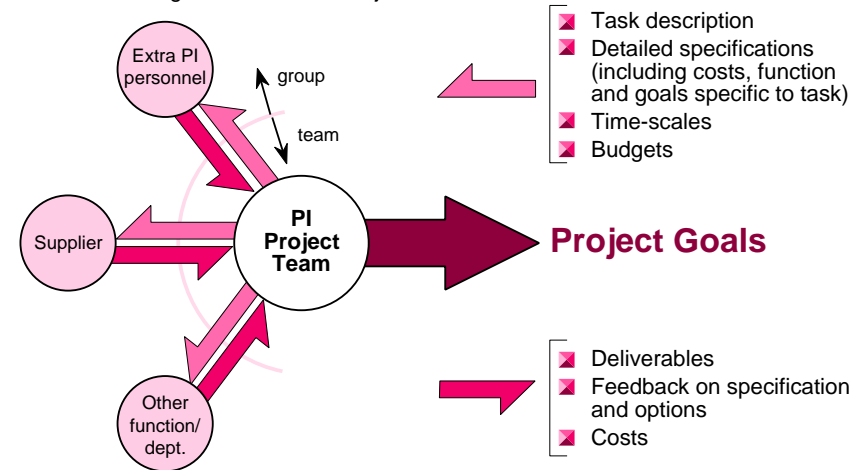 Extra PI
personnel
group
team
Supplier
PI
Project
Team
Other
function/
dept.
Task description
Detailed specifications
(including costs, function
and goals specific to task)
Time-scales
Budgets
Project Goals
Deliverables
Feedback on specification
and options
Costs